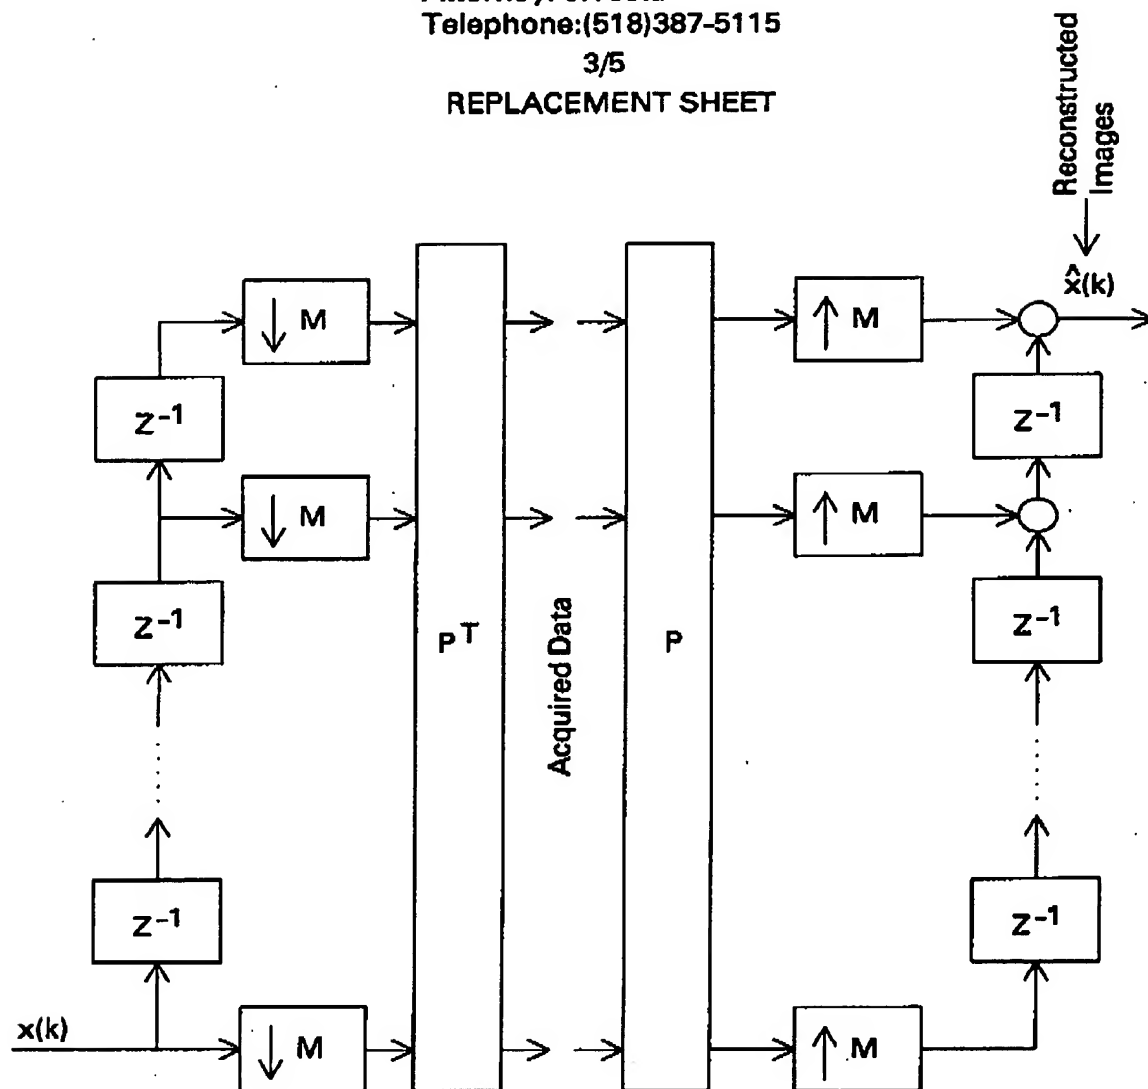 Telephone:(518)387-5115
3/5
REPLACEMENT SHEET
Reconstructed
Images
x̂(k)
↓ M
↑ M
z⁻¹
z⁻¹
↓ M
↑ M
z⁻¹
z⁻¹
Pᵀ
Acquired Data
P
z⁻¹
z⁻¹
x(k)
↓ M
↑ M